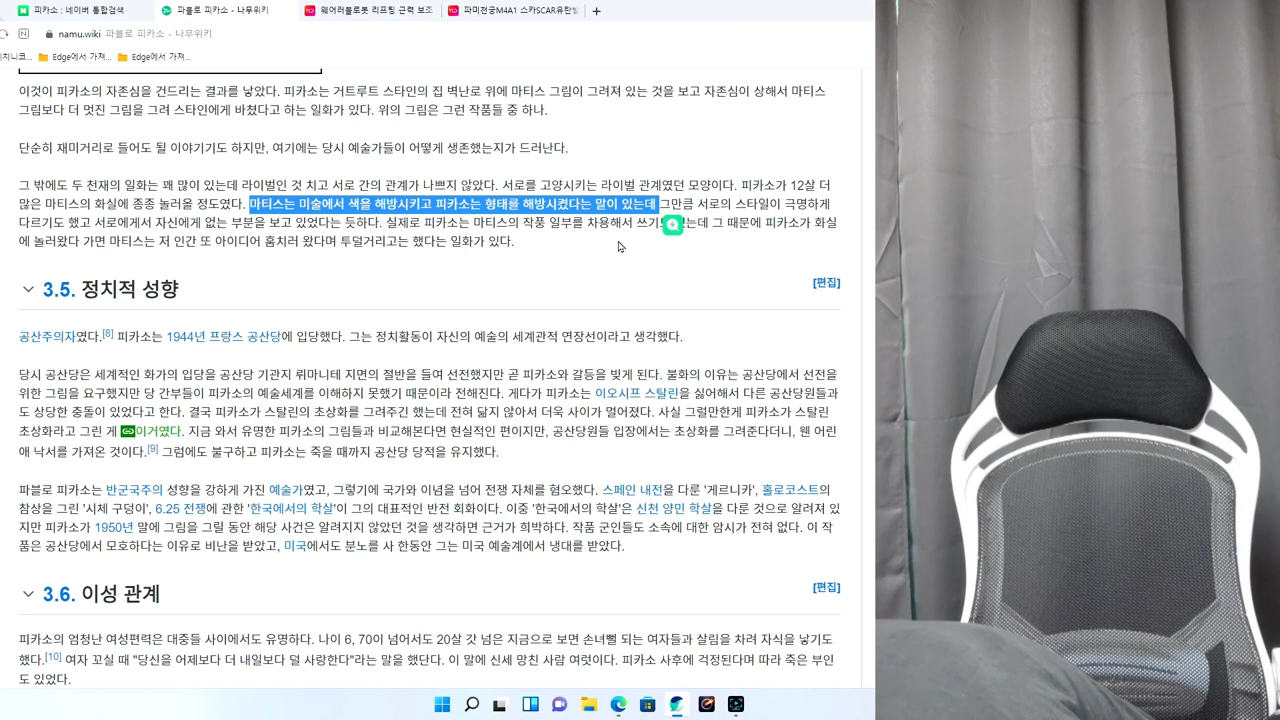 피카소 : 네이버 통합검색
파블로 피카소 - 나무위키
웨어러블로봇 리프팅 근력 보조
파미전궁M4A1 스카SCAR유탄발
namu.wiki 파블로 피카소 - 나무위키
치니코... Edge에서 가져... Edge에서 가져...
이것이 피카소의 자존심을 건드리는 결과를 낳았다. 피카소는 거트루트 스타인의 집 벽난로 위에 마티스 그림이 그려져 있는 것을 보고 자존심이 상해서 마티스
그림보다 더 멋진 그림을 그려 스타인에게 바쳤다고 하는 일화가 있다. 위의 그림은 그런 작품들 중 하나.
단순히 재미거리로 들어도 될 이야기기도 하지만, 여기에는 당시 예술가들이 어떻게 생존했는지가 드러난다.
그 밖에도 두 천재의 일화는 꽤 많이 있는데 라이벌인 것 치고 서로 간의 관계가 나쁘지 않았다. 서로를 고양시키는 라이벌 관계였던 모양이다. 피카소가 12살 더
많은 마티스의 화실에 종종 놀러올 정도였다. 마티스는 미술에서 색을 해방시키고 피카소는 형태를 해방시켰다는 말이 있는데 그만큼 서로의 스타일이 극명하게
다르기도 했고 서로에게서 자신에게 없는 부분을 보고 있었다는 듯하다. 실제로 피카소는 마티스의 작풍 일부를 차용해서 쓰기 는데 그 때문에 피카소가 화실
에 놀러왔다 가면 마티스는 저 인간 또 아이디어 훔치러 왔다며 투덜거리고는 했다는 일화가 있다.
3.5. 정치적 성향 [편집]
공산주의자였다.[8] 피카소는 1944년 프랑스 공산당에 입당했다. 그는 정치활동이 자신의 예술의 세계관적 연장선이라고 생각했다.
당시 공산당은 세계적인 화가의 입당을 공산당 기관지 뤼마니테 지면의 절반을 들여 선전했지만 곧 피카소와 갈등을 빚게 된다. 불화의 이유는 공산당에서 선전을
위한 그림을 요구했지만 당 간부들이 피카소의 예술세계를 이해하지 못했기 때문이라 전해진다. 게다가 피카소는 이오시프 스탈린을 싫어해서 다른 공산당원들과
도 상당한 충돌이 있었다고 한다. 결국 피카소가 스탈린의 초상화를 그려주긴 했는데 전혀 닮지 않아서 더욱 사이가 멀어졌다. 사실 그럴만한게 피카소가 스탈린
초상화라고 그린 게 이거였다. 지금 와서 유명한 피카소의 그림들과 비교해본다면 현실적인 편이지만, 공산당원들 입장에서는 초상화를 그려준다더니, 웬 어린
애 낙서를 가져온 것이다.[9] 그럼에도 불구하고 피카소는 죽을 때까지 공산당 당적을 유지했다.
파블로 피카소는 반군국주의 성향을 강하게 가진 예술가였고, 그렇기에 국가와 이념을 넘어 전쟁 자체를 혐오했다. 스페인 내전을 다룬 '게르니카', 홀로코스트의
참상을 그린 '시체 구덩이', 6.25 전쟁에 관한 '한국에서의 학살'이 그의 대표적인 반전 회화이다. 이중 '한국에서의 학살'은 신천 양민 학살을 다룬 것으로 알려져 있
지만 피카소가 1950년 말에 그림을 그릴 동안 해당 사건은 알려지지 않았던 것을 생각하면 근거가 희박하다. 작품 군인들도 소속에 대한 암시가 전혀 없다. 이 작
품은 공산당에서 모호하다는 이유로 비난을 받았고, 미국에서도 분노를 사 한동안 그는 미국 예술계에서 냉대를 받았다.
3.6. 이성 관계 [편집]
피카소의 엄청난 여성편력은 대중들 사이에서도 유명하다. 나이 6, 70이 넘어서도 20살 갓 넘은 지금으로 보면 손녀뻘 되는 여자들과 살림을 차려 자식을 낳기도
했다.[10] 여자 꼬실 때 "당신을 어제보다 더 내일보다 덜 사랑한다"라는 말을 했단다. 이 말에 신세 망친 사람 여럿이다. 피카소 사후에 걱정된다며 따라 죽은 부인
도 있었다.